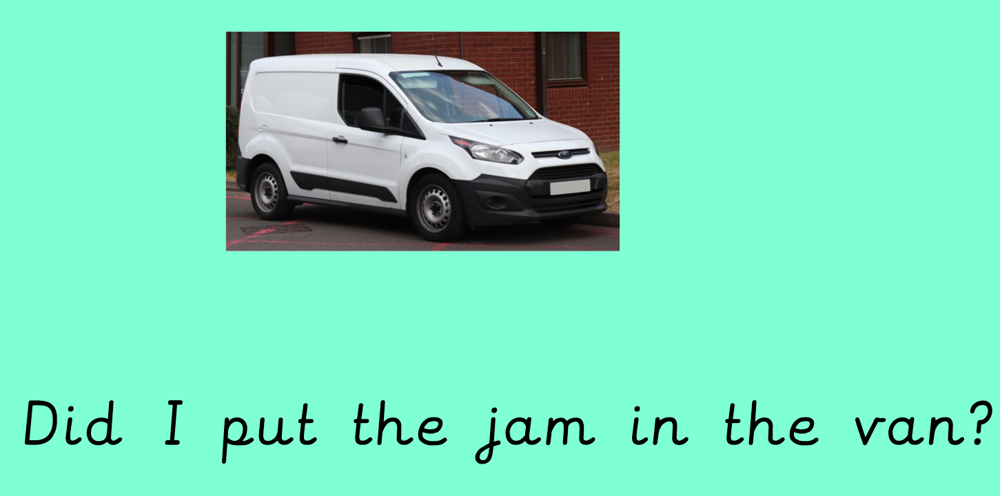 Did I put the jam in the van?